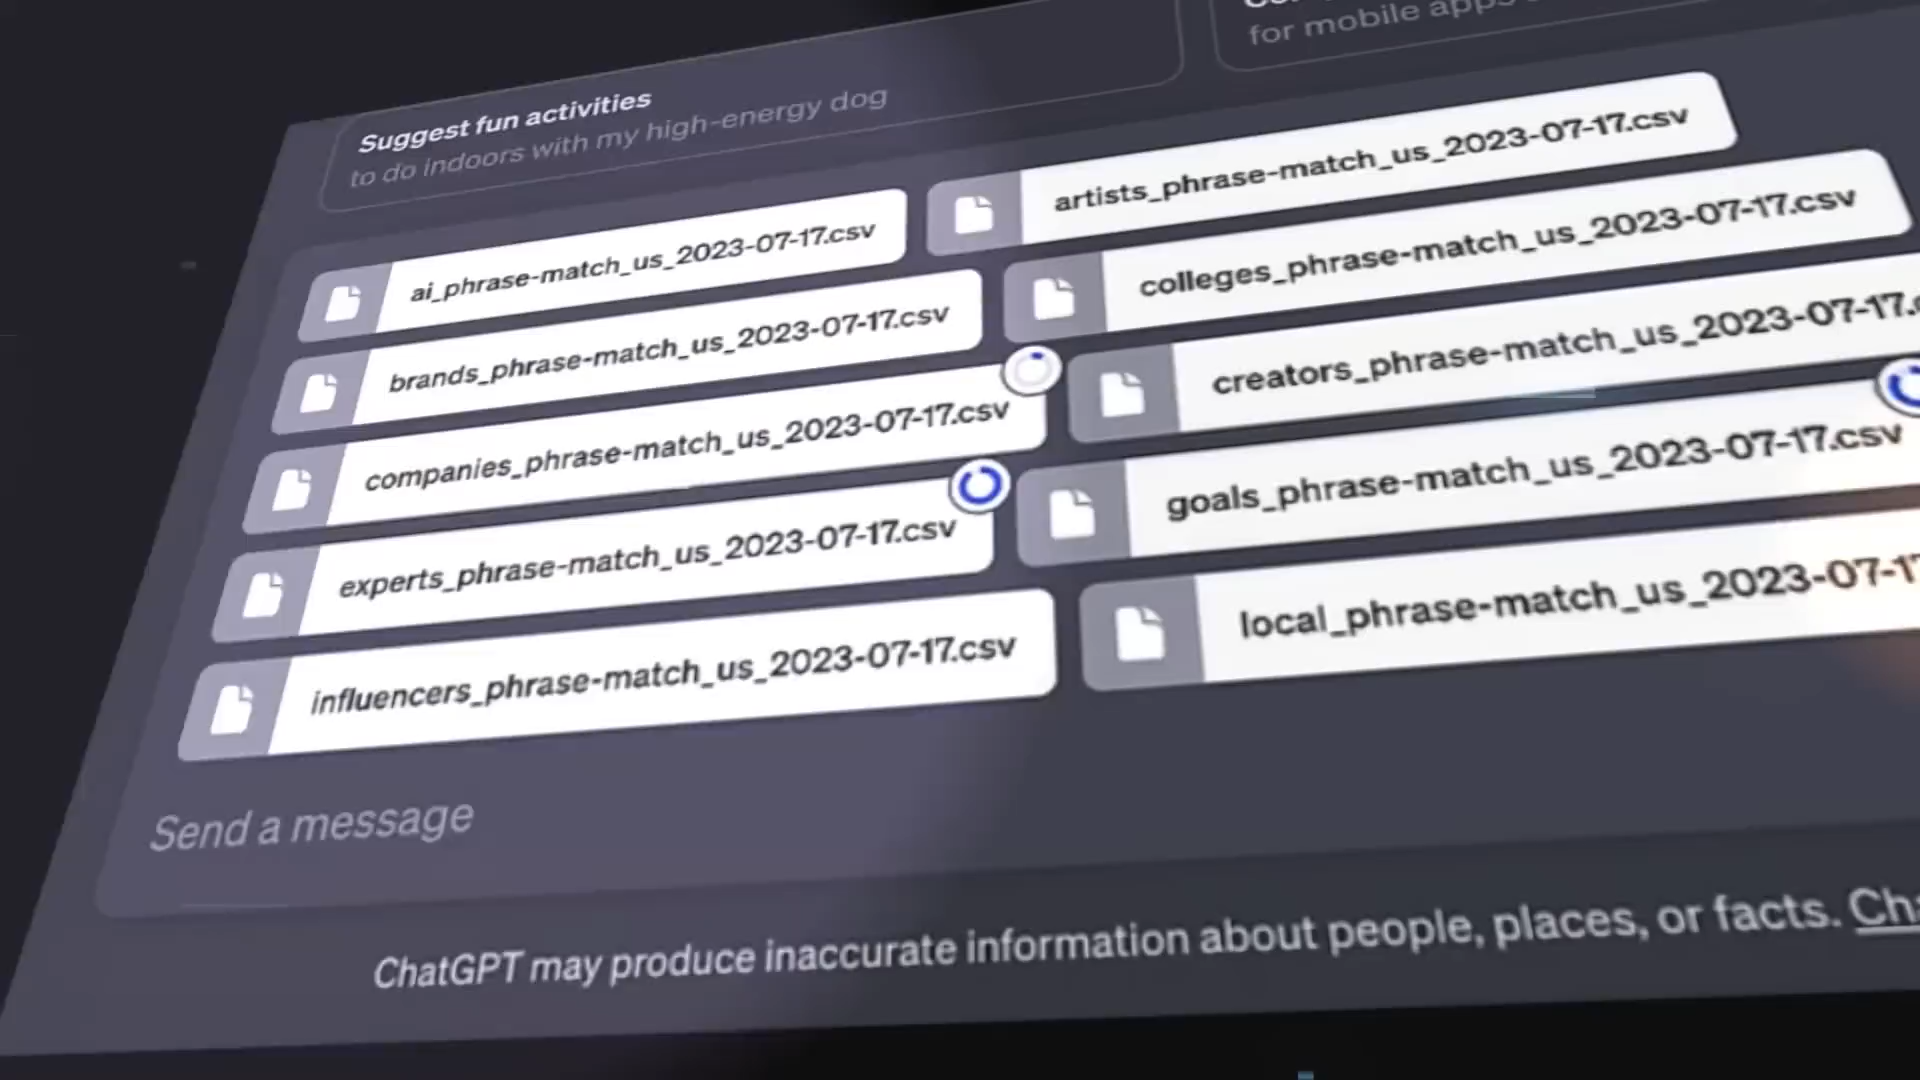 Suggest fun activities
to do indoors with my high-energy dog
for mobile
ai_phrase-match_us_2023-07-17.csv
artists_phrase-match_us_2023-07-17.csv
brands_phrase-match_us_2023-07-17.csv
colleges_phrase-match_us_2023-07-17.csv
companies_phrase-match_us_2023-07-17.csv
creators_phrase-match_us_2023-07-17.
experts_phrase-match_us_2023-07-17.csv
goals_phrase-match_us_2023-07-17.csv
influencers_phrase-match_us_2023-07-17.csv
local_phrase-match_us_2023-07-1
Send a message
ChatGPT may produce inaccurate information about people, places, or facts. Cha